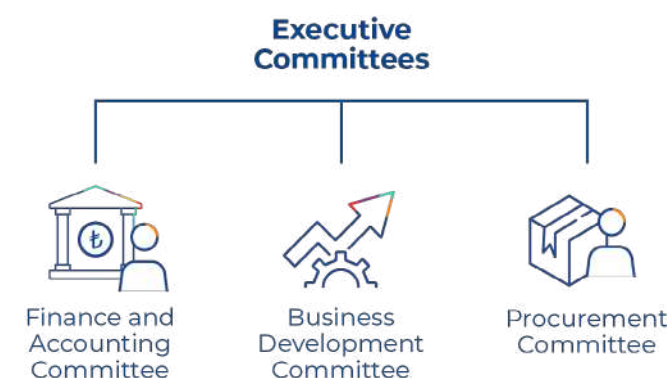 Executive
Committees
₺
Finance and
Accounting
Committee
Business
Development
Committee
Procurement
Committee